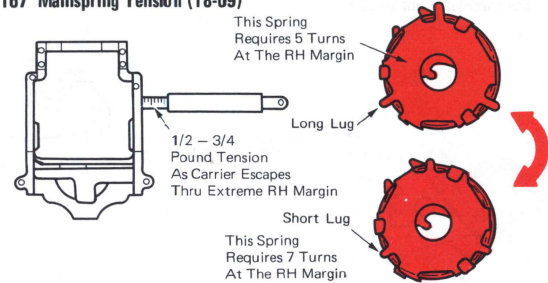 167 Mainspring Tension (18-09)
This Spring
Requires 5 Turns
At The RH Margin
Long Lug
1/2 – 3/4
Pound Tension
As Carrier Escapes
Thru Extreme RH Margin
Short Lug
This Spring
Requires 7 Turns
At The RH Margin